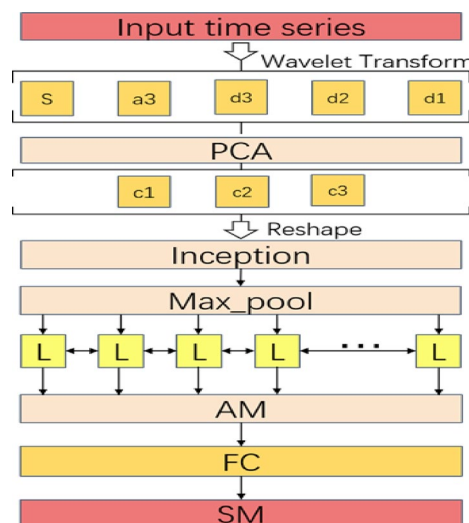 Input time series
Wavelet Transform
S a3 d3 d2 d1
PCA
c1 c2 c3
Reshape
Inception
Max_pool
L L L L ... L
AM
FC
SM